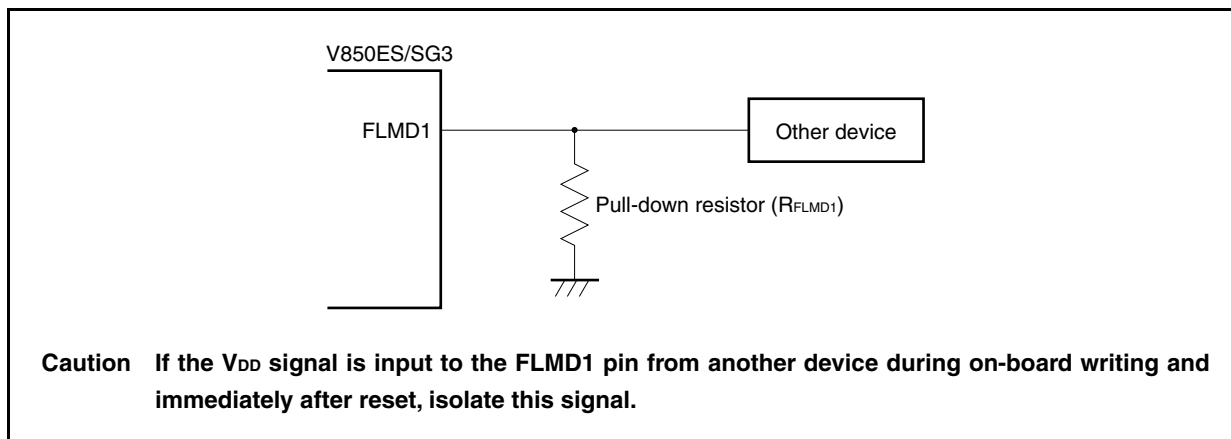 V850ES/SG3
FLMD1
Other device
Pull-down resistor (RFLMD1)
Caution If the VDD signal is input to the FLMD1 pin from another device during on-board writing and
immediately after reset, isolate this signal.